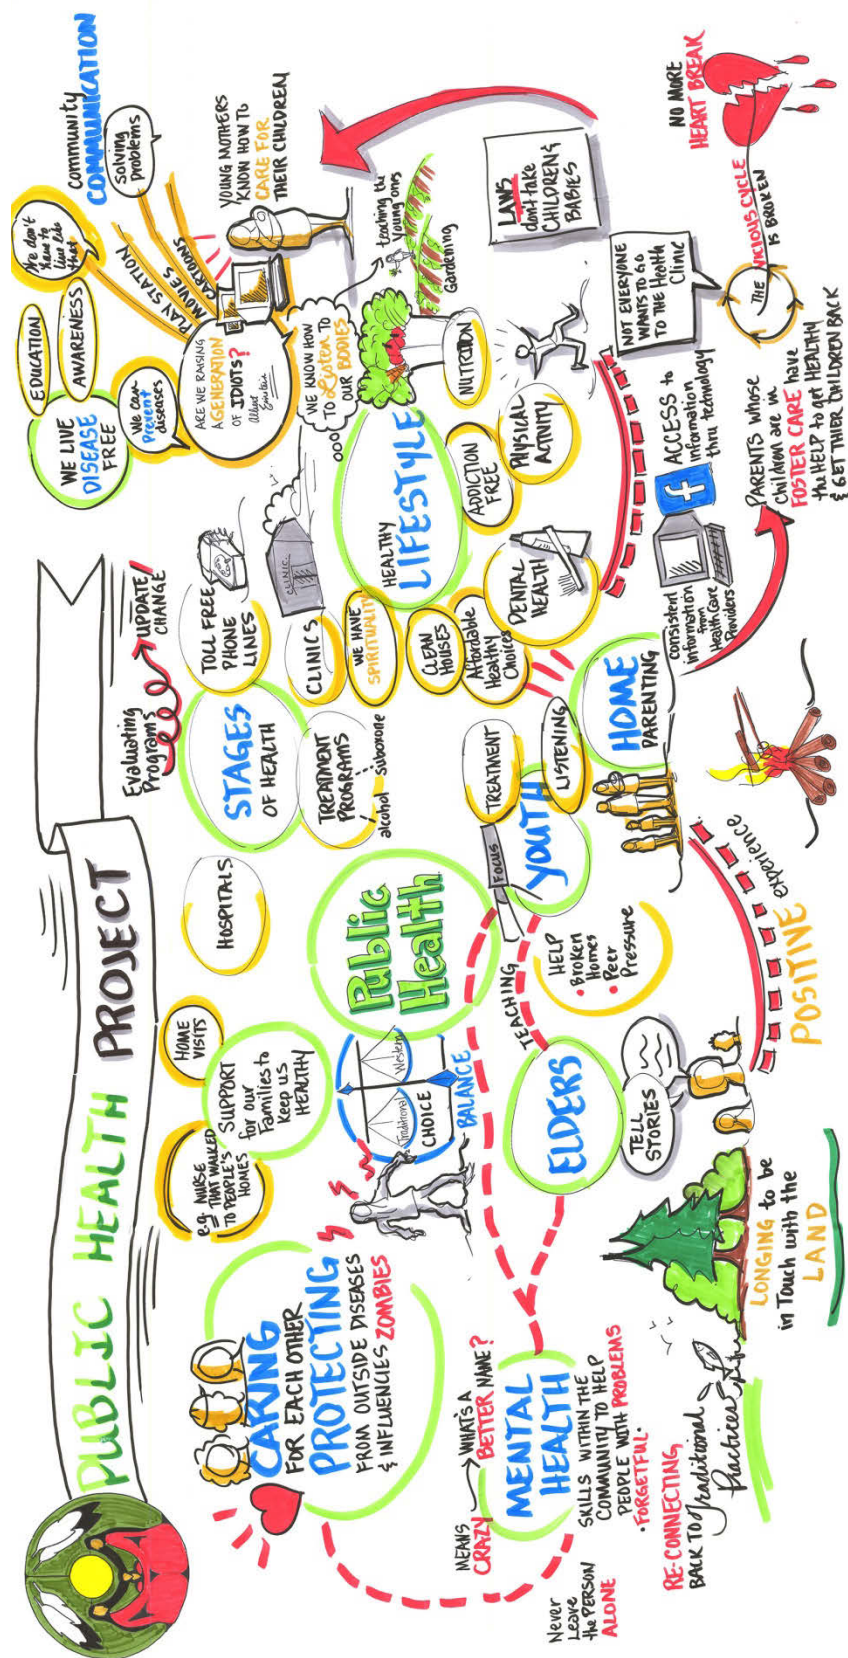 PUBLIC HEALTH PROJECT
CARING
FOR EACH OTHER
PROTECTING
FROM OUTSIDE DISEASES
& INFLUENCIES ZOMBIES
e.g. NURSE
THAT WALKED
TO PEOPLE'S
HOMES
HOME
VISITS
SUPPORT
for our
Families to
Keep us
HEALTHY
Traditional
Western
CHOICE
BALANCE
HOSPITALS
Public
Health
Evaluating
Programs
UPDATE/
CHANGE
STAGES
OF HEALTH
TOLL FREE
PHONE
LINES
TREATMENT
PROGRAMS
alcohol
suboxone
CLINICS
CLINIC
WE HAVE
SPIRITUALITY
CLEAN
HOUSES
Affordable
Healthy
Choices
HEALTHY
LIFESTYLE
ADDICTION
FREE
DENTAL
HEALTH
PHYSICAL
ACTIVITY
NUTRITION
Gardening
teaching the
young ones
WE LIVE
DISEASE
FREE
EDUCATION
AWARENESS
We can
Prevent
diseases
We don't
have to
live like
that
ARE WE RAISING
A GENERATION
OF IDIOTS?
Albert
Einstein
PLAY STATION
MOVIES
CARTOONS
WE KNOW HOW
TO Listen TO
OUR BODIES
Community
COMMUNICATION
Solving
Problems
YOUNG MOTHERS
KNOW HOW TO
CARE FOR
THEIR CHILDREN
MEANS
CRAZY
WHAT'S A
BETTER NAME?
MENTAL
HEALTH
Never
Leave
the PERSON
ALONE
SKILLS WITHIN THE
COMMUNITY TO HELP
PEOPLE WITH PROBLEMS
•FORGETFUL•
RE-CONNECTING
BACK TO Traditional
Practices
Life
LONGING to be
in Touch with the
LAND
ELDERS
TELL
STORIES
TEACHING
HELP
• Broken
Homes
• Peer
Pressure
FOCUS
YOUTH
TREATMENT
LISTENING
HOME
PARENTING
POSITIVE experience
Consistent
information
from
Health Care
Providers
f
ACCESS to
information
thru technology
PARENTS whose
children are in
FOSTER CARE have
the HELP to get HEALTHY
& GET THIER CHILDREN BACK
NOT EVERYONE
WANTS TO GO
TO THE Health
Clinic
LAWS
don't take
CHILDREN &
BABIES
THE VICIOUS CYCLE
IS BROKEN
NO MORE
HEART BREAK